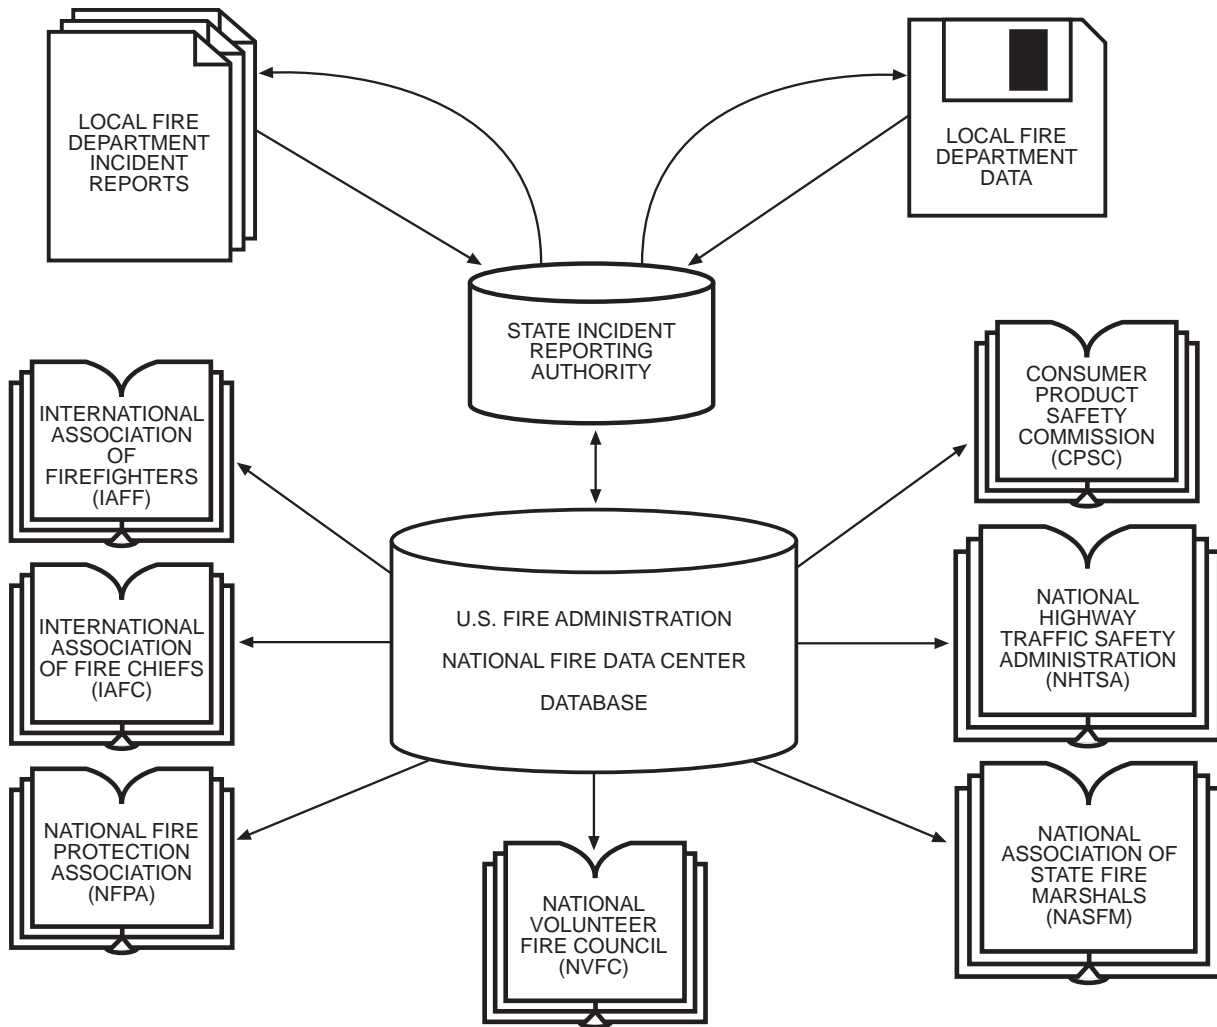 LOCAL FIRE
DEPARTMENT
INCIDENT
REPORTS
LOCAL FIRE
DEPARTMENT
DATA
STATE INCIDENT
REPORTING
AUTHORITY
INTERNATIONAL
ASSOCIATION
OF
FIREFIGHTERS
(IAFF)
CONSUMER
PRODUCT
SAFETY
COMMISSION
(CPSC)
INTERNATIONAL
ASSOCIATION
OF FIRE CHIEFS
(IAFC)
U.S. FIRE ADMINISTRATION
NATIONAL FIRE DATA CENTER
DATABASE
NATIONAL
HIGHWAY
TRAFFIC SAFETY
ADMINISTRATION
(NHTSA)
NATIONAL FIRE
PROTECTION
ASSOCIATION
(NFPA)
NATIONAL
VOLUNTEER
FIRE COUNCIL
(NVFC)
NATIONAL
ASSOCIATION OF
STATE FIRE
MARSHALS
(NASFM)